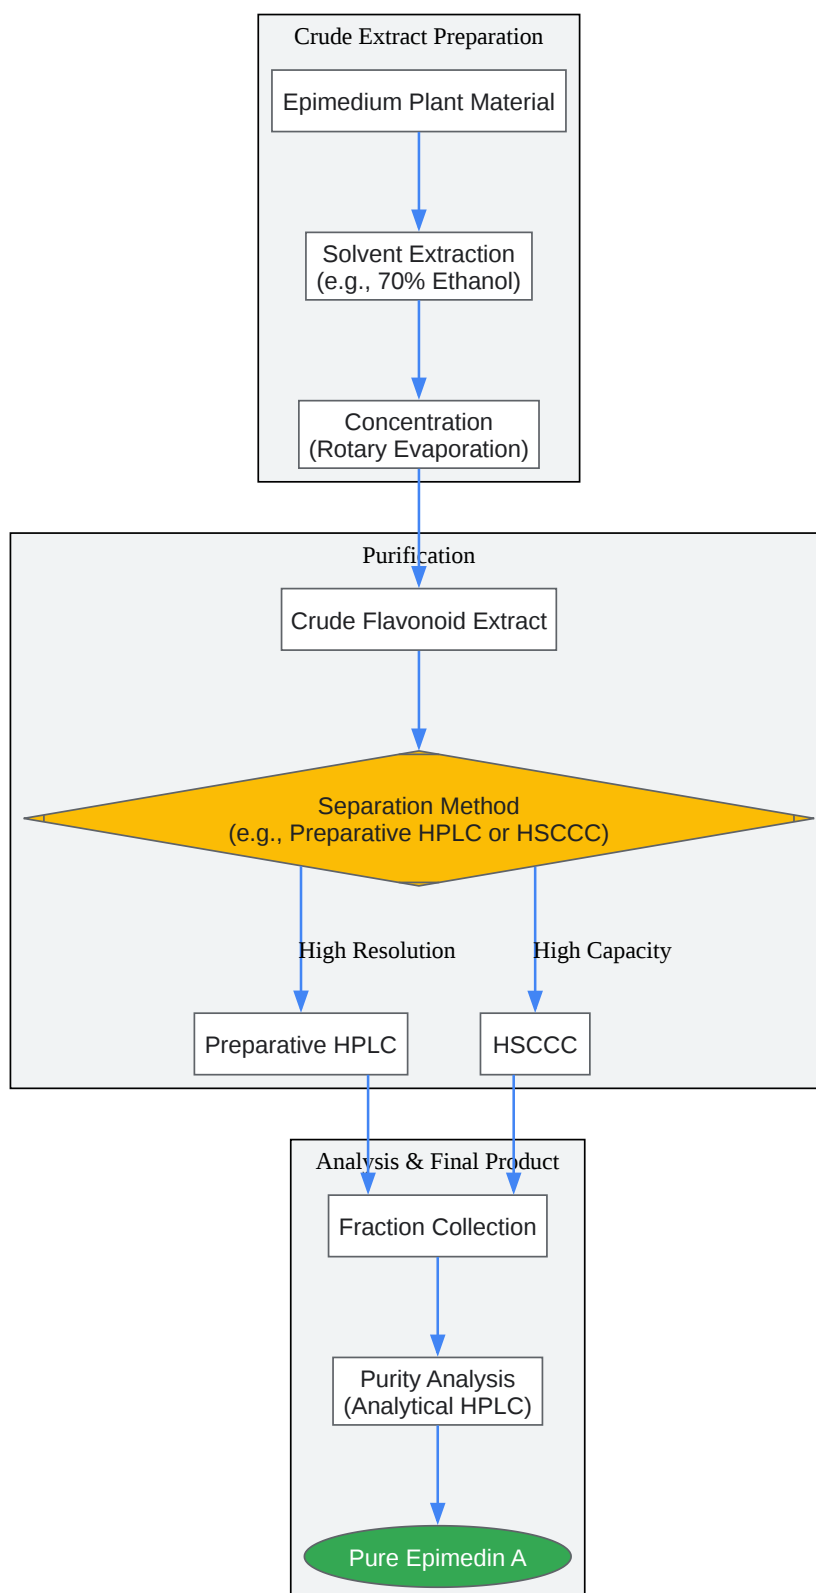 Crude Extract Preparation
Epimedium Plant Material
Solvent Extraction
(e.g., 70% Ethanol)
Concentration
(Rotary Evaporation)
Purification
Crude Flavonoid Extract
Separation Method
(e.g., Preparative HPLC or HSCCC)
High Resolution
High Capacity
Preparative HPLC
HSCCC
Analysis & Final Product
Fraction Collection
Purity Analysis
(Analytical HPLC)
Pure Epimedin A